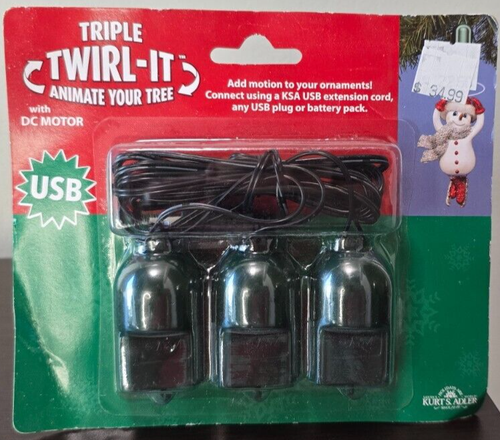 TRIPLE
TWIRL-IT™
ANIMATE YOUR TREE
with
DC MOTOR
Add motion to your ornaments!
Connect using a KSA USB extension cord,
any USB plug or battery pack.
$34.99
USB
KURT S. ADLER